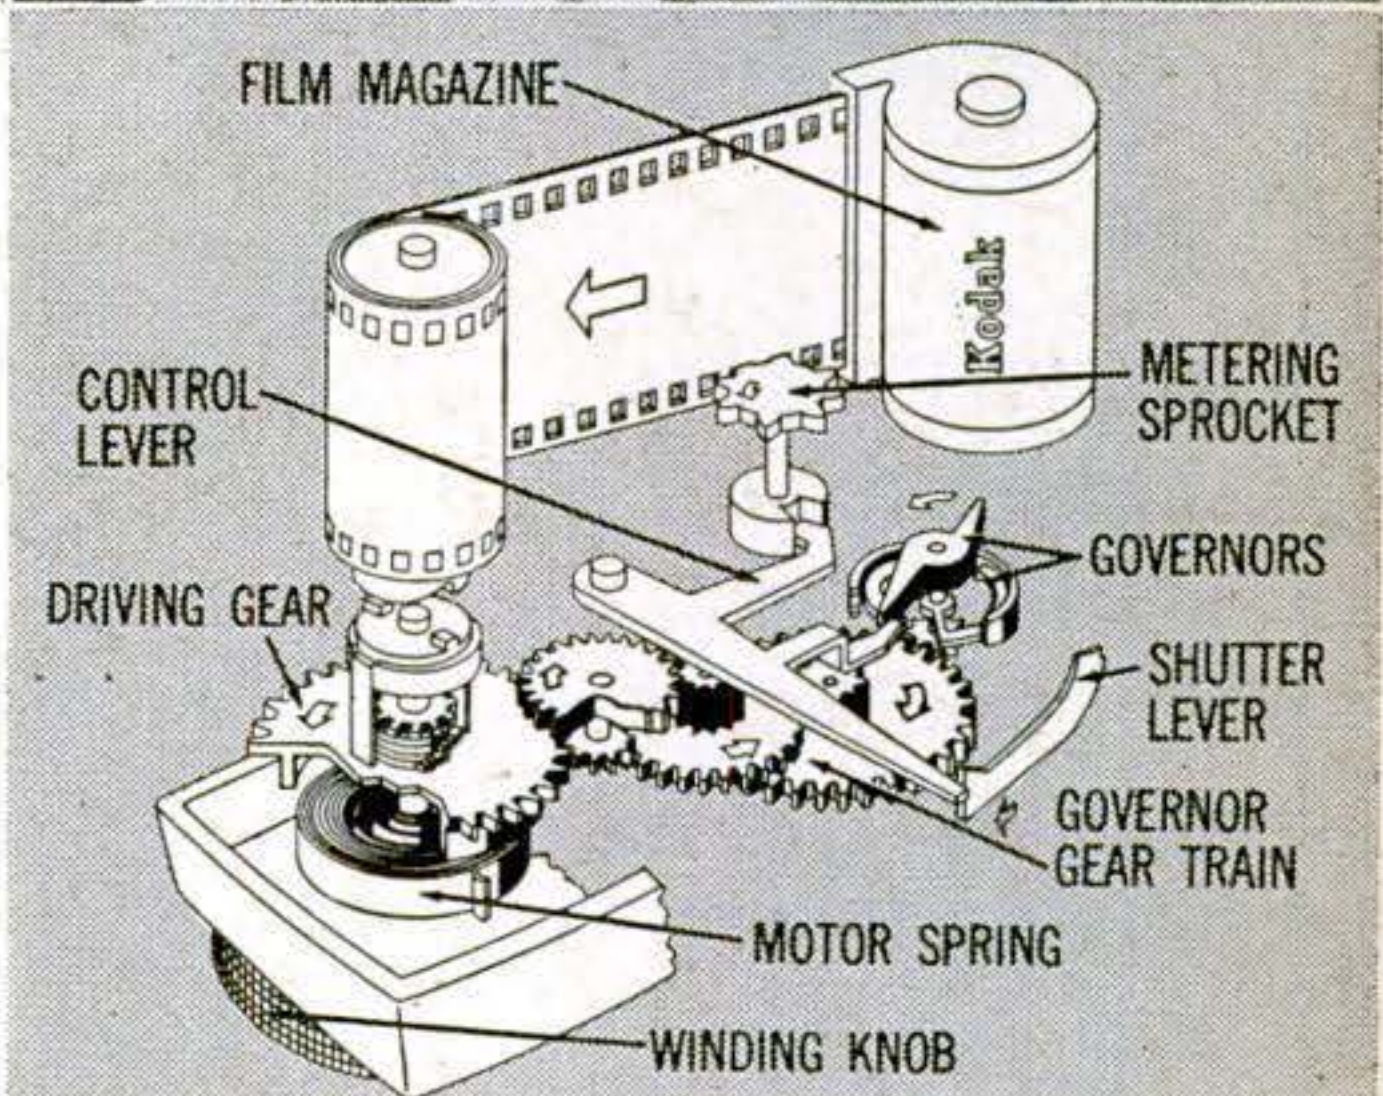 FILM MAGAZINE
Kodak
METERING
SPROCKET
CONTROL
LEVER
GOVERNORS
DRIVING GEAR
SHUTTER
LEVER
GOVERNOR
GEAR TRAIN
MOTOR SPRING
WINDING KNOB